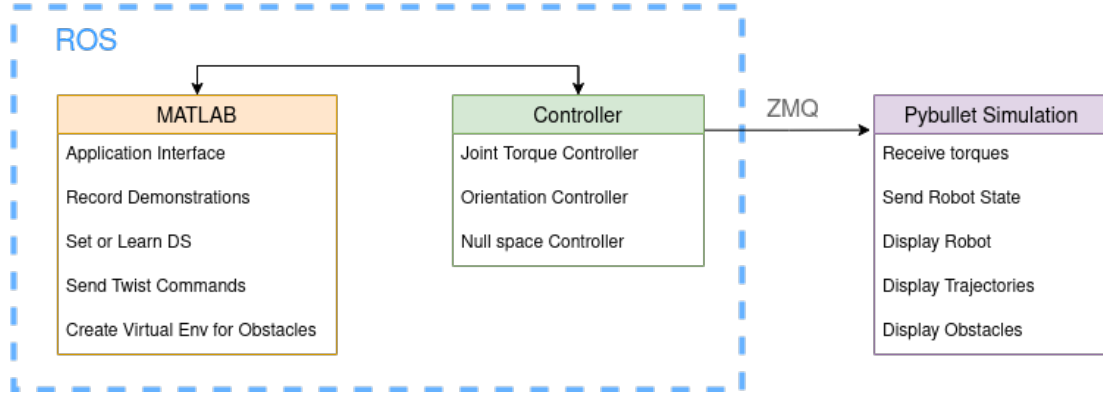 ROS
MATLAB
Application Interface
Record Demonstrations
Set or Learn DS
Send Twist Commands
Create Virtual Env for Obstacles
Controller
Joint Torque Controller
Orientation Controller
Null space Controller
ZMQ
Pybullet Simulation
Receive torques
Send Robot State
Display Robot
Display Trajectories
Display Obstacles